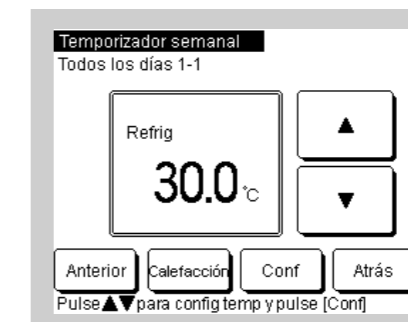 Temporizador semanal
Todos los días 1-1
Refrig
30.0 °C
▲
▼
Anterior Calefacción Conf Atrás
Pulse▲▼para config temp y pulse [Conf]